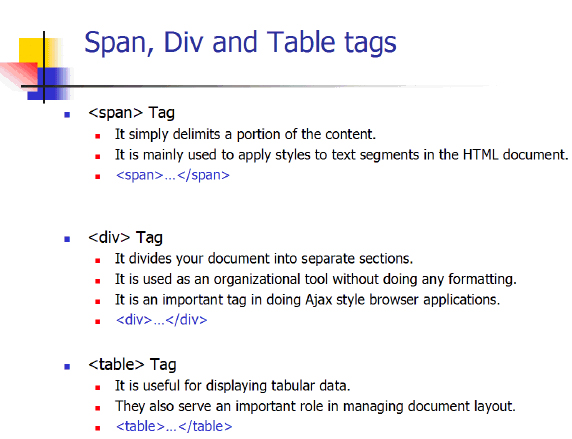 Span, Div and Table tags
<span> Tag
It simply delimits a portion of the content.
It is mainly used to apply styles to text segments in the HTML document.
<span>...</span>
<div> Tag
It divides your document into separate sections.
It is used as an organizational tool without doing any formatting.
It is an important tag in doing Ajax style browser applications.
<div>...</div>
<table> Tag
It is useful for displaying tabular data.
They also serve an important role in managing document layout.
<table>...</table>